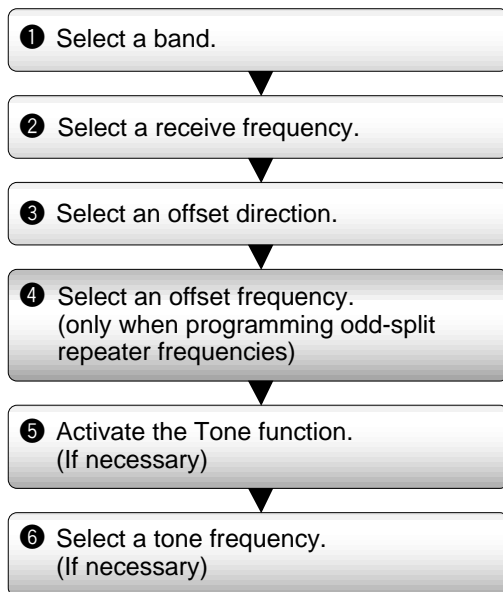 ❶ Select a band.
❷ Select a receive frequency.
❸ Select an offset direction.
❹ Select an offset frequency.
(only when programming odd-split
repeater frequencies)
❺ Activate the Tone function.
(If necessary)
❻ Select a tone frequency.
(If necessary)